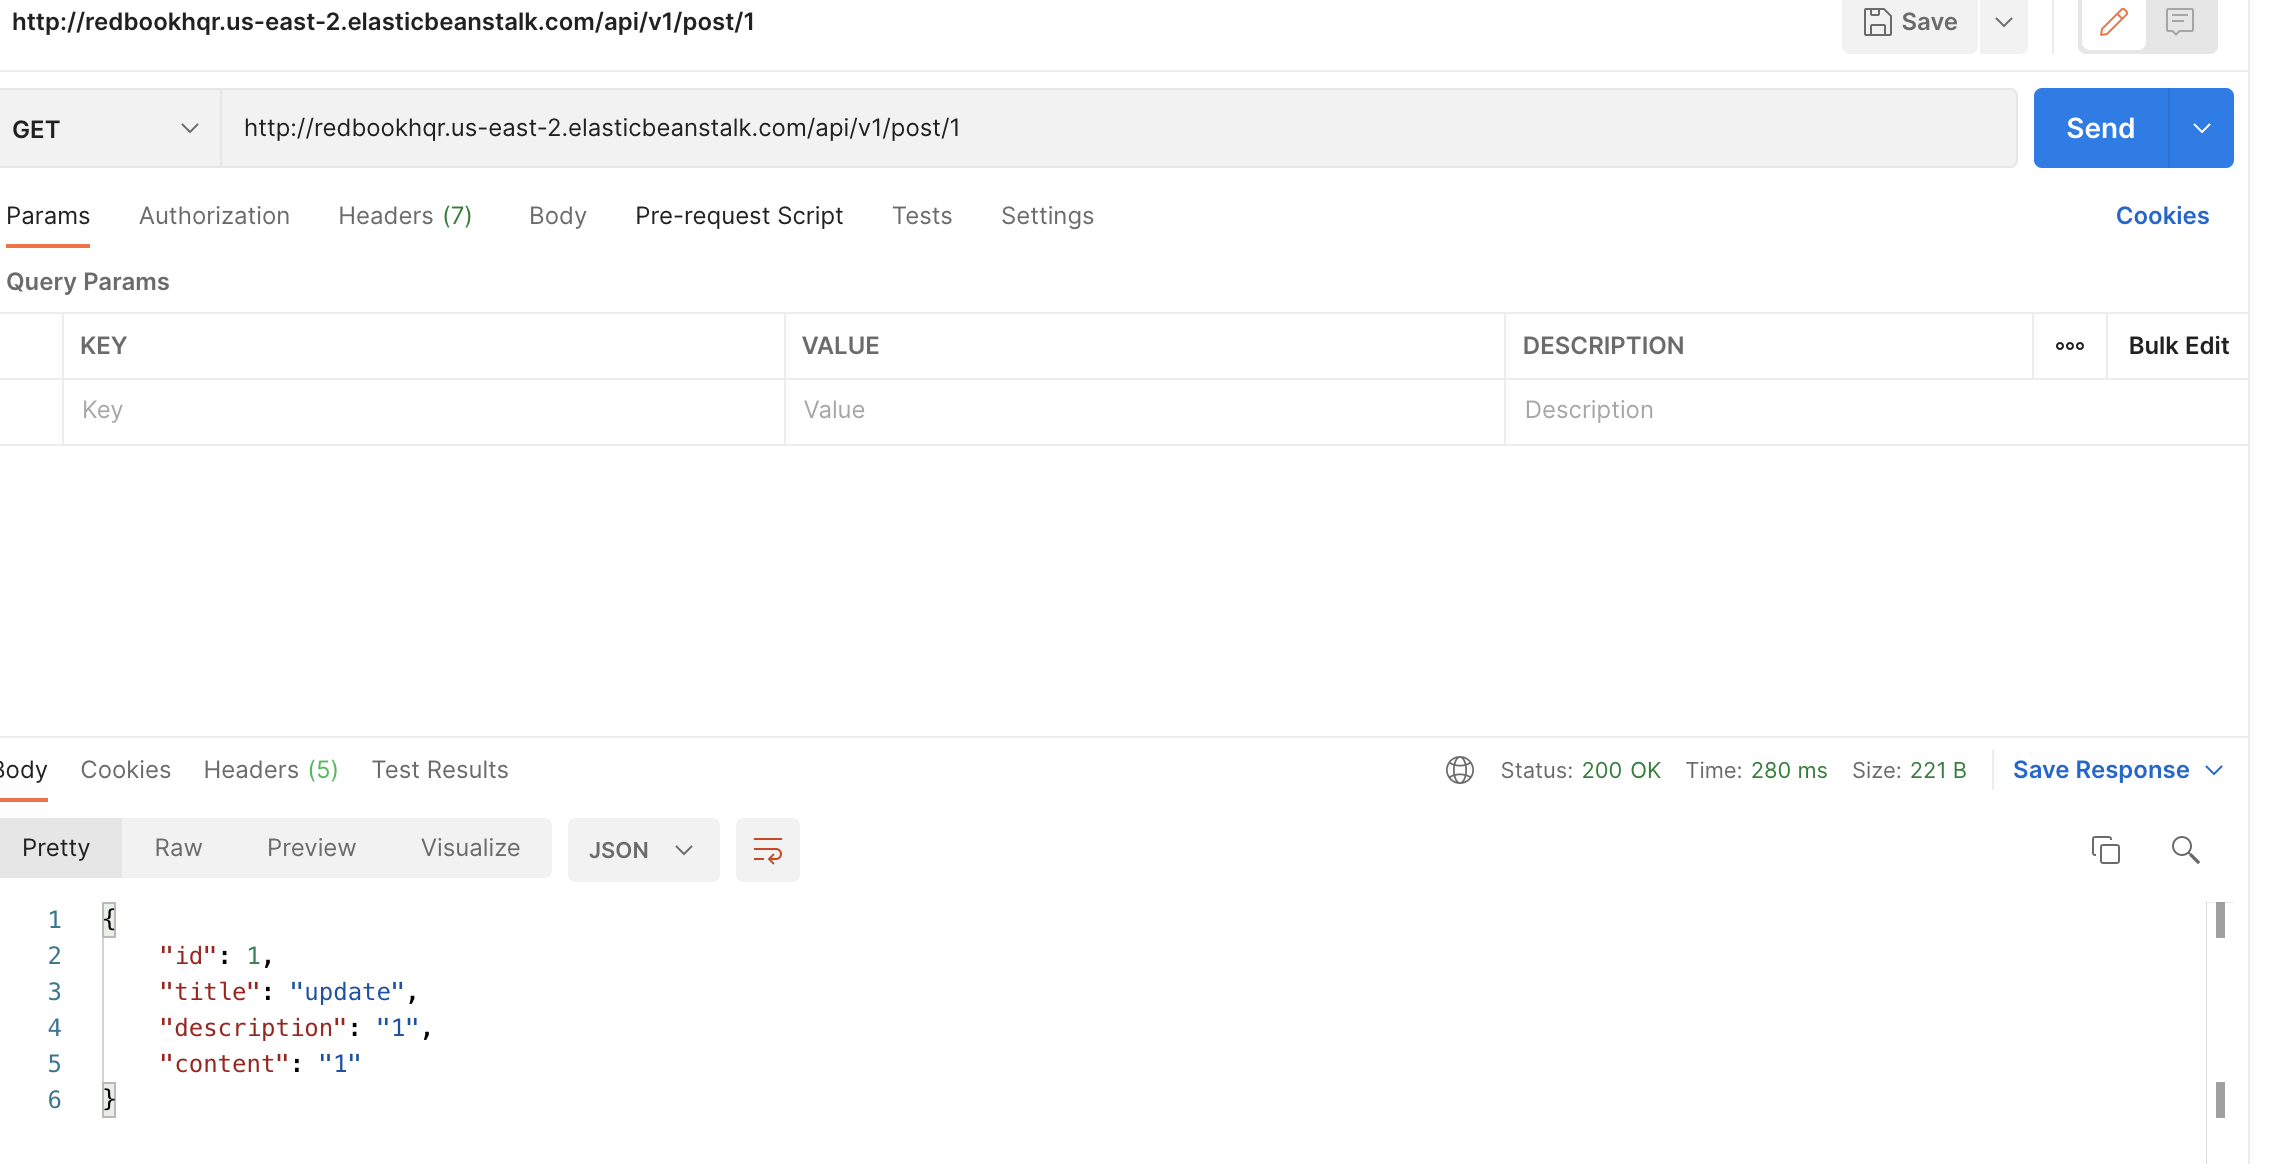 http://redbookhqr.us-east-2.elasticbeanstalk.com/api/v1/post/1
Save
GET
http://redbookhqr.us-east-2.elasticbeanstalk.com/api/v1/post/1
Send
Params Authorization Headers (7) Body Pre-request Script Tests Settings Cookies
Query Params
KEY VALUE DESCRIPTION ooo Bulk Edit
Key Value Description
Body Cookies Headers (5) Test Results Status: 200 OK Time: 280 ms Size: 221 B Save Response
Pretty Raw Preview Visualize JSON
1 {
2 "id": 1,
3 "title": "update",
4 "description": "1",
5 "content": "1"
6 }